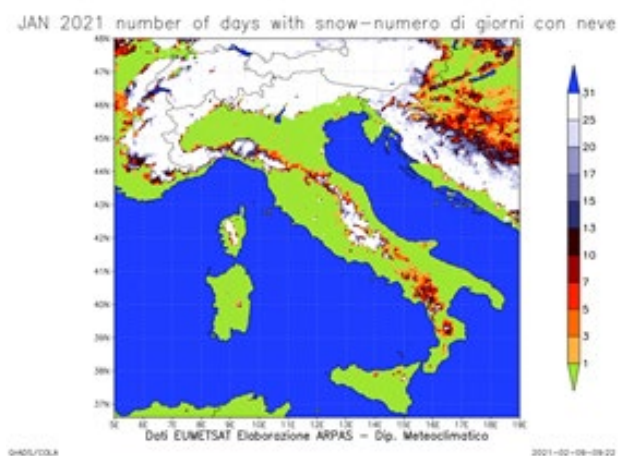 JAN 2021 number of days with snow-numero di giorni con neve
48N
47N
46N
45N
44N
43N
42N
41N
40N
39N
38N
37N
5E 6E 7E 8E 9E 10E 11E 12E 13E 14E 15E 16E 17E 18E 19E
31
25
20
17
15
13
10
7
5
3
1
Dati EUMETSAT Elaborazione ARPAS - Dip. Meteoclimatico
GrADS/COLA
2021-02-09-09:22